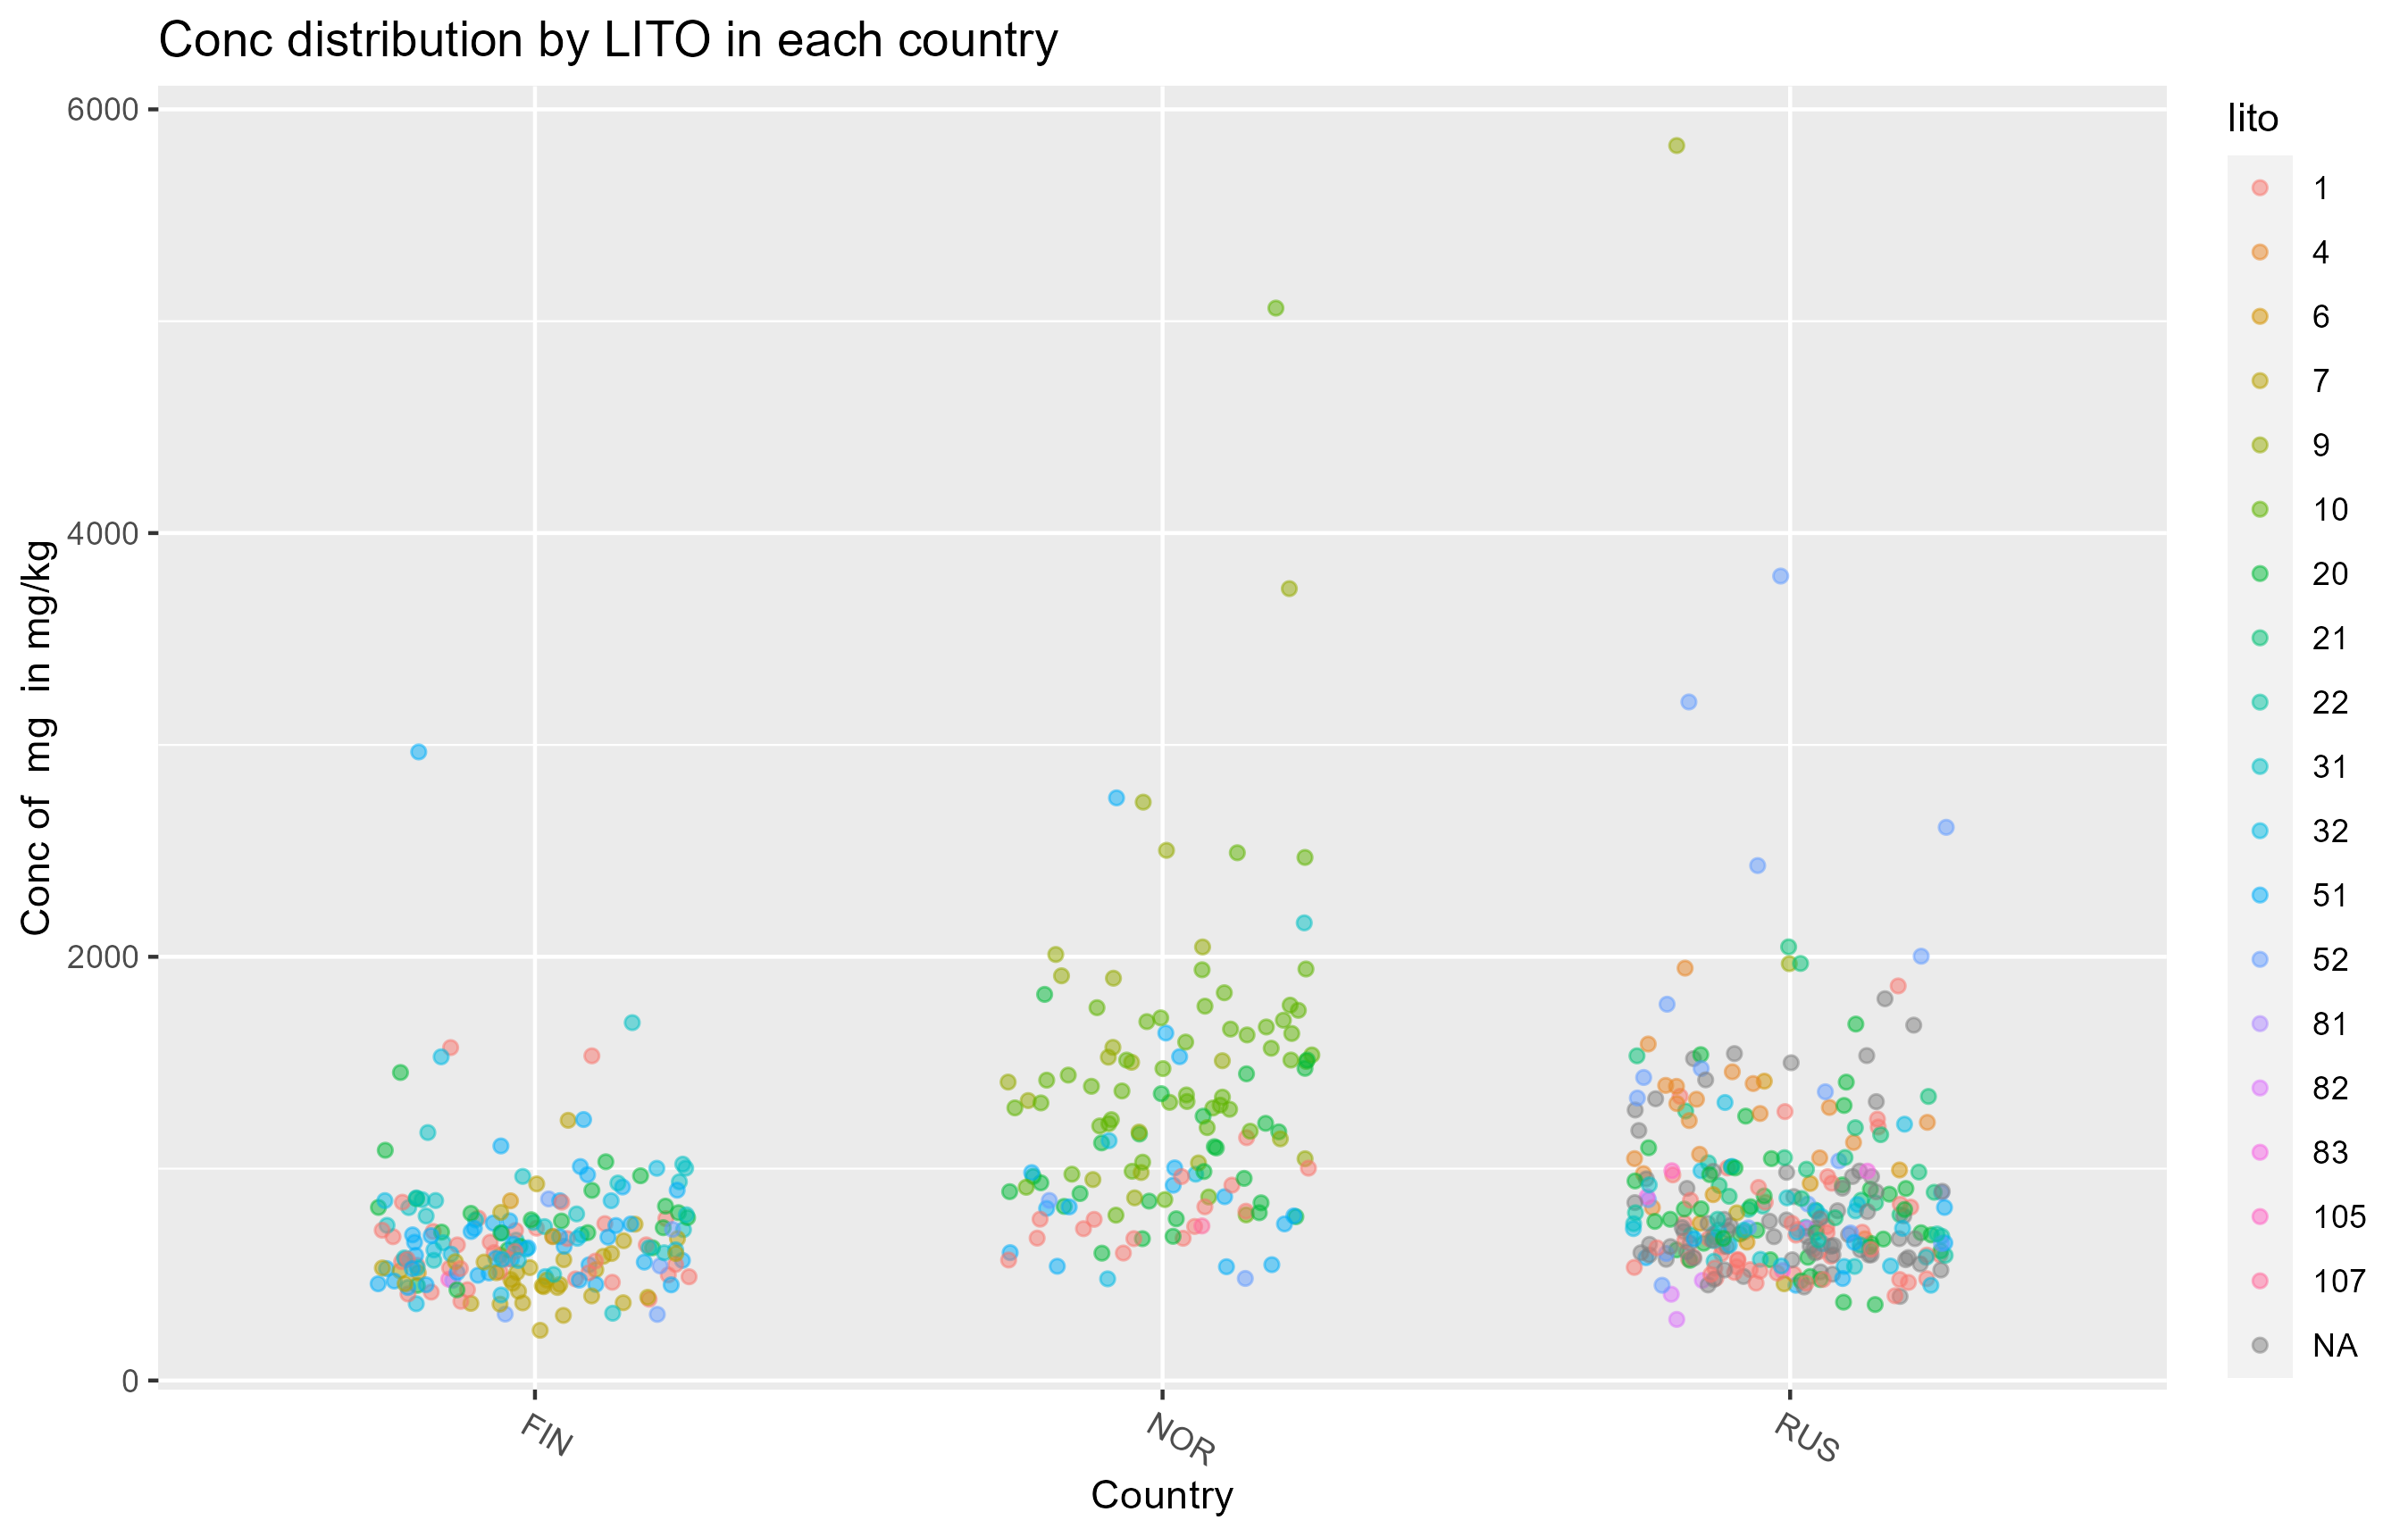 Conc distribution by LITO in each country
6000
4000
2000
0
Conc of  mg  in mg/kg
FIN
NOR
RUS
Country
lito
1
4
6
7
9
10
20
21
22
31
32
51
52
81
82
83
105
107
NA